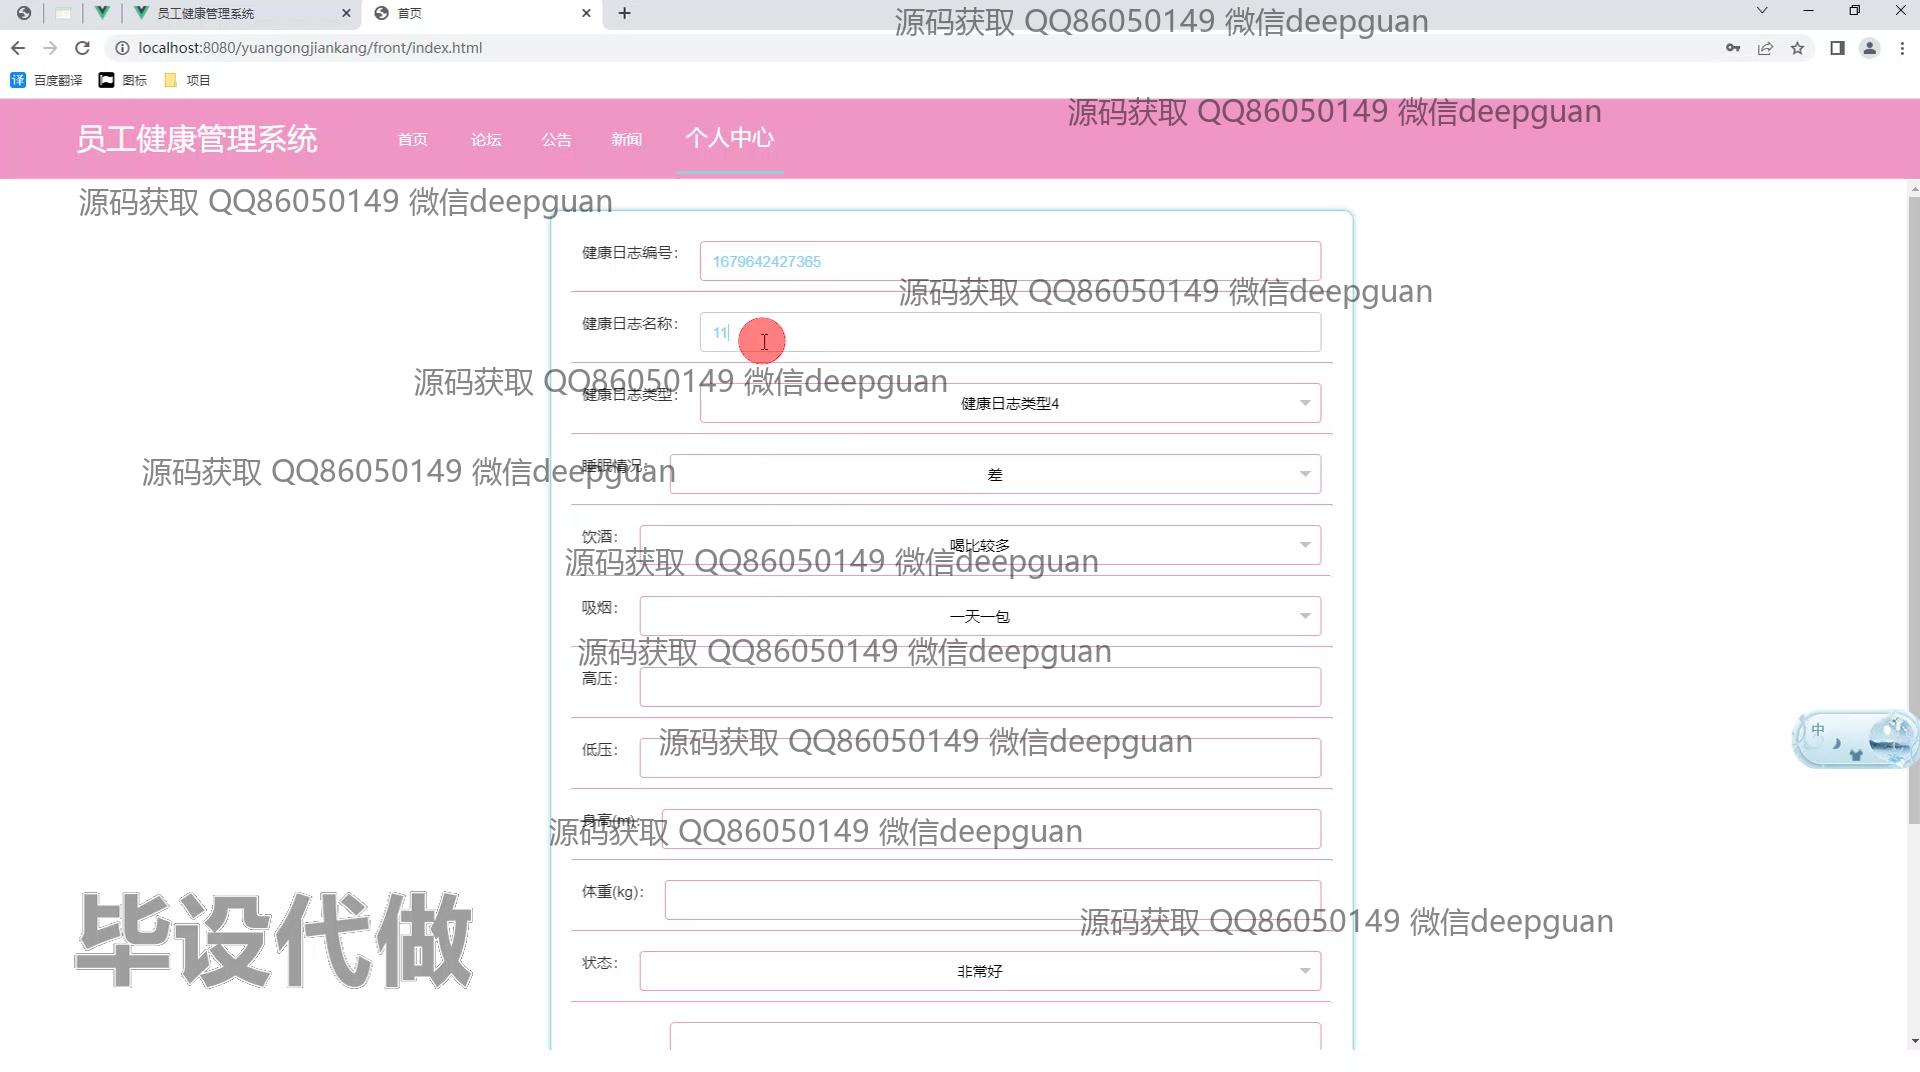 员工健康管理系统
首页
源码获取 QQ86050149 微信deepguan
localhost:8080/yuangongjiankang/front/index.html
百度翻译 图标 项目
源码获取 QQ86050149 微信deepguan
员工健康管理系统 首页 论坛 公告 新闻 个人中心
源码获取 QQ86050149 微信deepguan
健康日志编号： 1679642427365
源码获取 QQ86050149 微信deepguan
健康日志名称： 11
源码获取 QQ86050149 微信deepguan
健康日志类型： 健康日志类型4
源码获取 QQ86050149 微信deepguan
睡眠情况： 差
饮酒： 喝比较多
源码获取 QQ86050149 微信deepguan
吸烟： 一天一包
源码获取 QQ86050149 微信deepguan
高压：
低压：
源码获取 QQ86050149 微信deepguan
中
身高(m)：
源码获取 QQ86050149 微信deepguan
体重(kg)：
源码获取 QQ86050149 微信deepguan
毕设代做
状态： 非常好